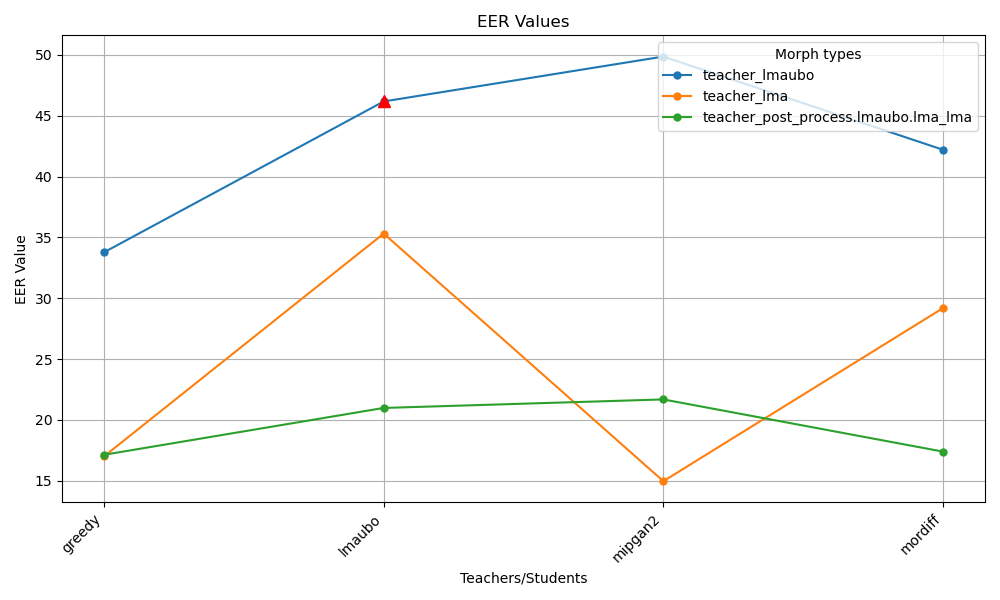 EER Values
Morph types
teacher_lmaubo
teacher_lma
teacher_post_process.lmaubo.lma_lma
EER Value
50
45
40
35
30
25
20
15
greedy
lmaubo
mipgan2
mordiff
Teachers/Students